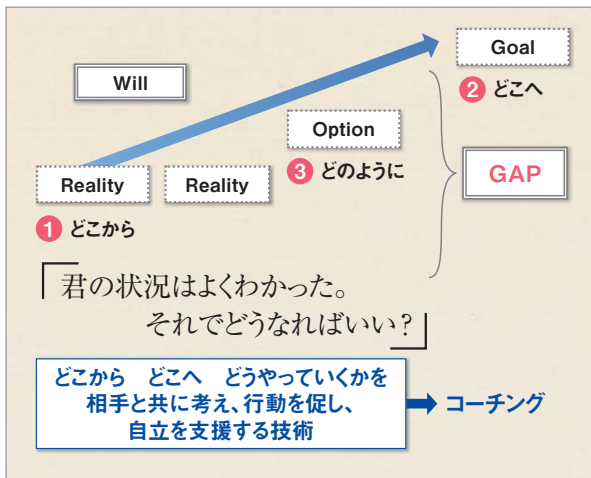 Goal
❷ どこへ
Will
Option
❸ どのように
GAP
Reality
Reality
❶ どこから
「君の状況はよくわかった。
それでどうなればいい?」
どこから どこへ どうやっていくかを
相手と共に考え、行動を促し、
自立を支援する技術
コーチング